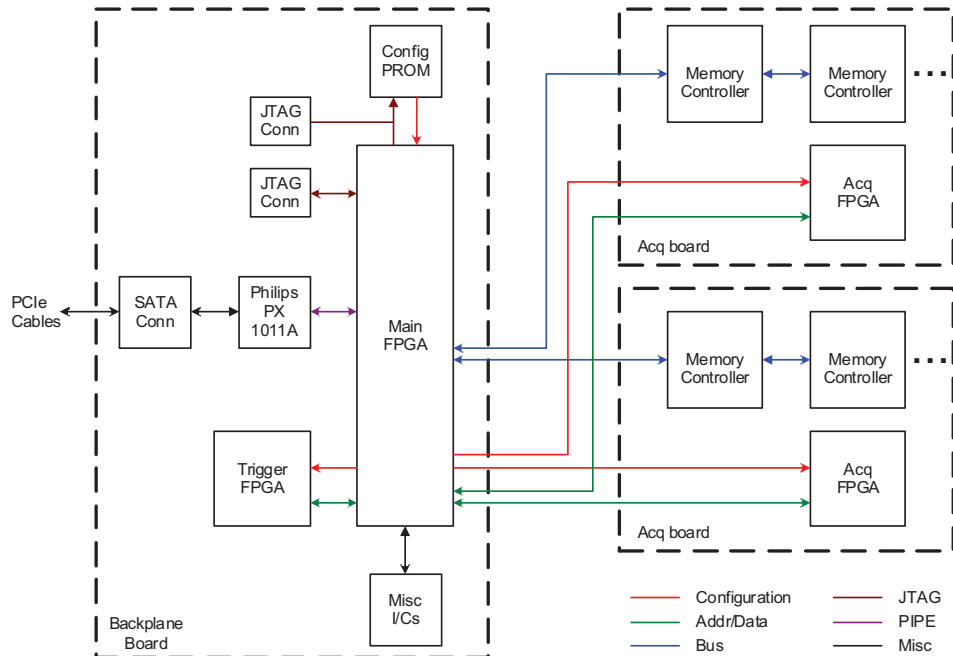 Config
PROM
JTAG
Conn
JTAG
Conn
PCIe
Cables
SATA
Conn
Philips
PX
1011A
Main
FPGA
Trigger
FPGA
Misc
I/Cs
Backplane
Board
Memory
Controller
Memory
Controller
...
Acq
FPGA
Acq board
Memory
Controller
Memory
Controller
...
Acq
FPGA
Acq board
Configuration
Addr/Data
Bus
JTAG
PIPE
Misc